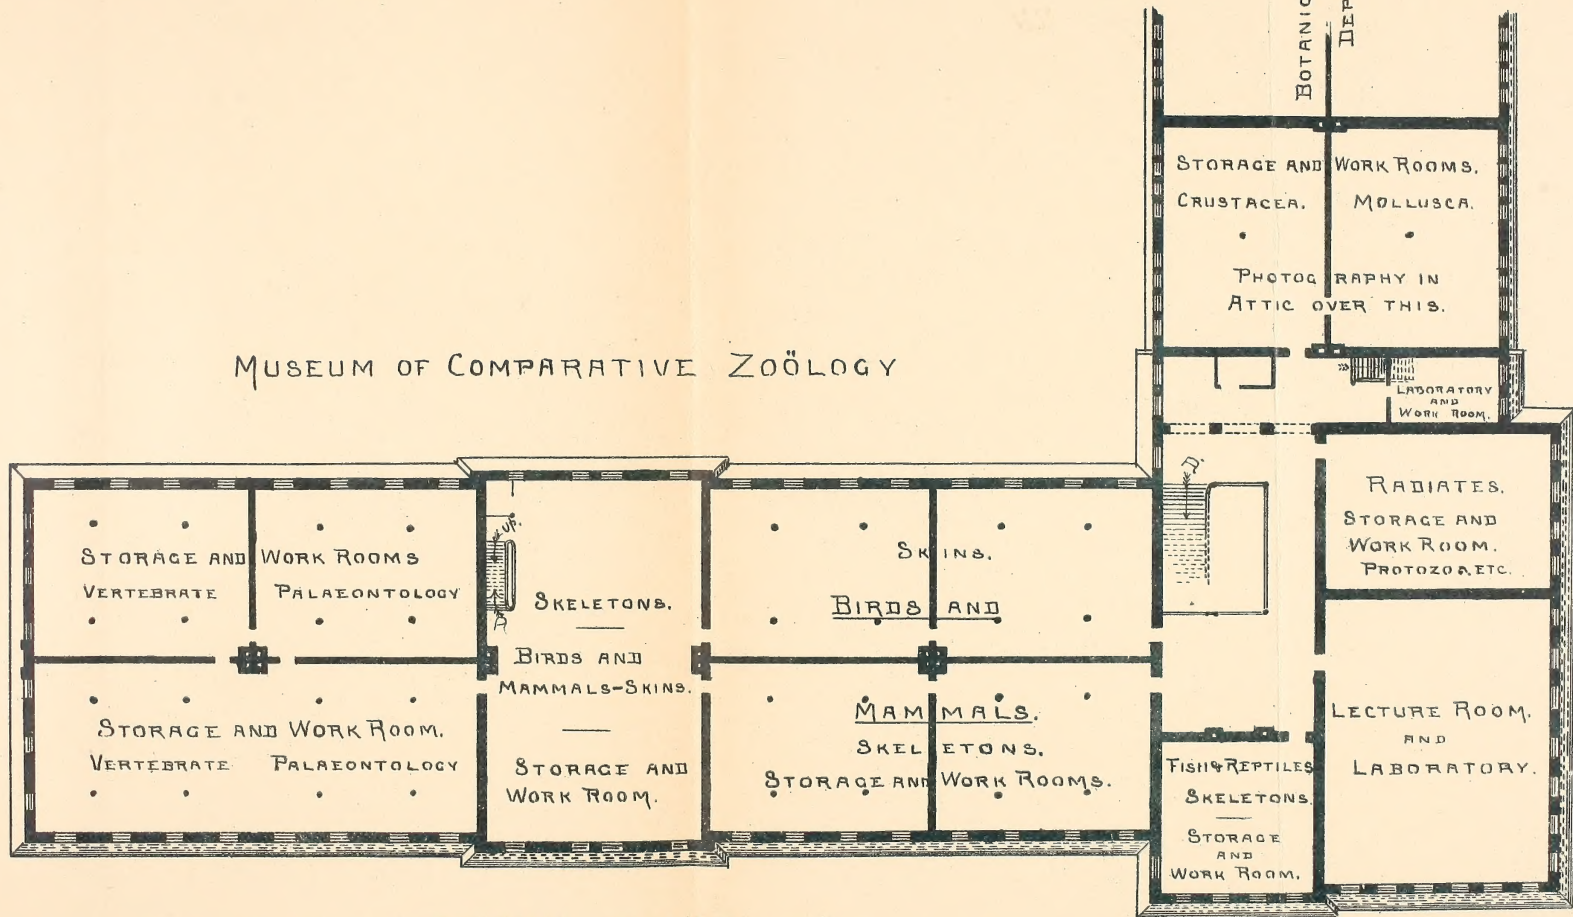 BOTANIC
DEP
STORAGE AND WORK ROOMS.
CRUSTACEA. MOLLUSCA.
PHOTOGRAPHY IN
ATTIC OVER THIS.
MUSEUM OF COMPARATIVE ZOÖLOGY
LABORATORY
AND
WORK ROOM.
STORAGE AND WORK ROOMS
VERTEBRATE PALAEONTOLOGY
STORAGE AND WORK ROOM.
VERTEBRATE PALAEONTOLOGY
UP.
SKELETONS.
BIRDS AND
MAMMALS-SKINS.
STORAGE AND
WORK ROOM.
SKINS.
BIRDS AND
MAMMALS.
SKELETONS.
STORAGE AND WORK ROOMS.
D.
RADIATES.
STORAGE AND
WORK ROOM.
PROTOZOA, ETC.
LECTURE ROOM.
AND
LABORATORY.
FISH & REPTILES
SKELETONS.
STORAGE
AND
WORK ROOM.